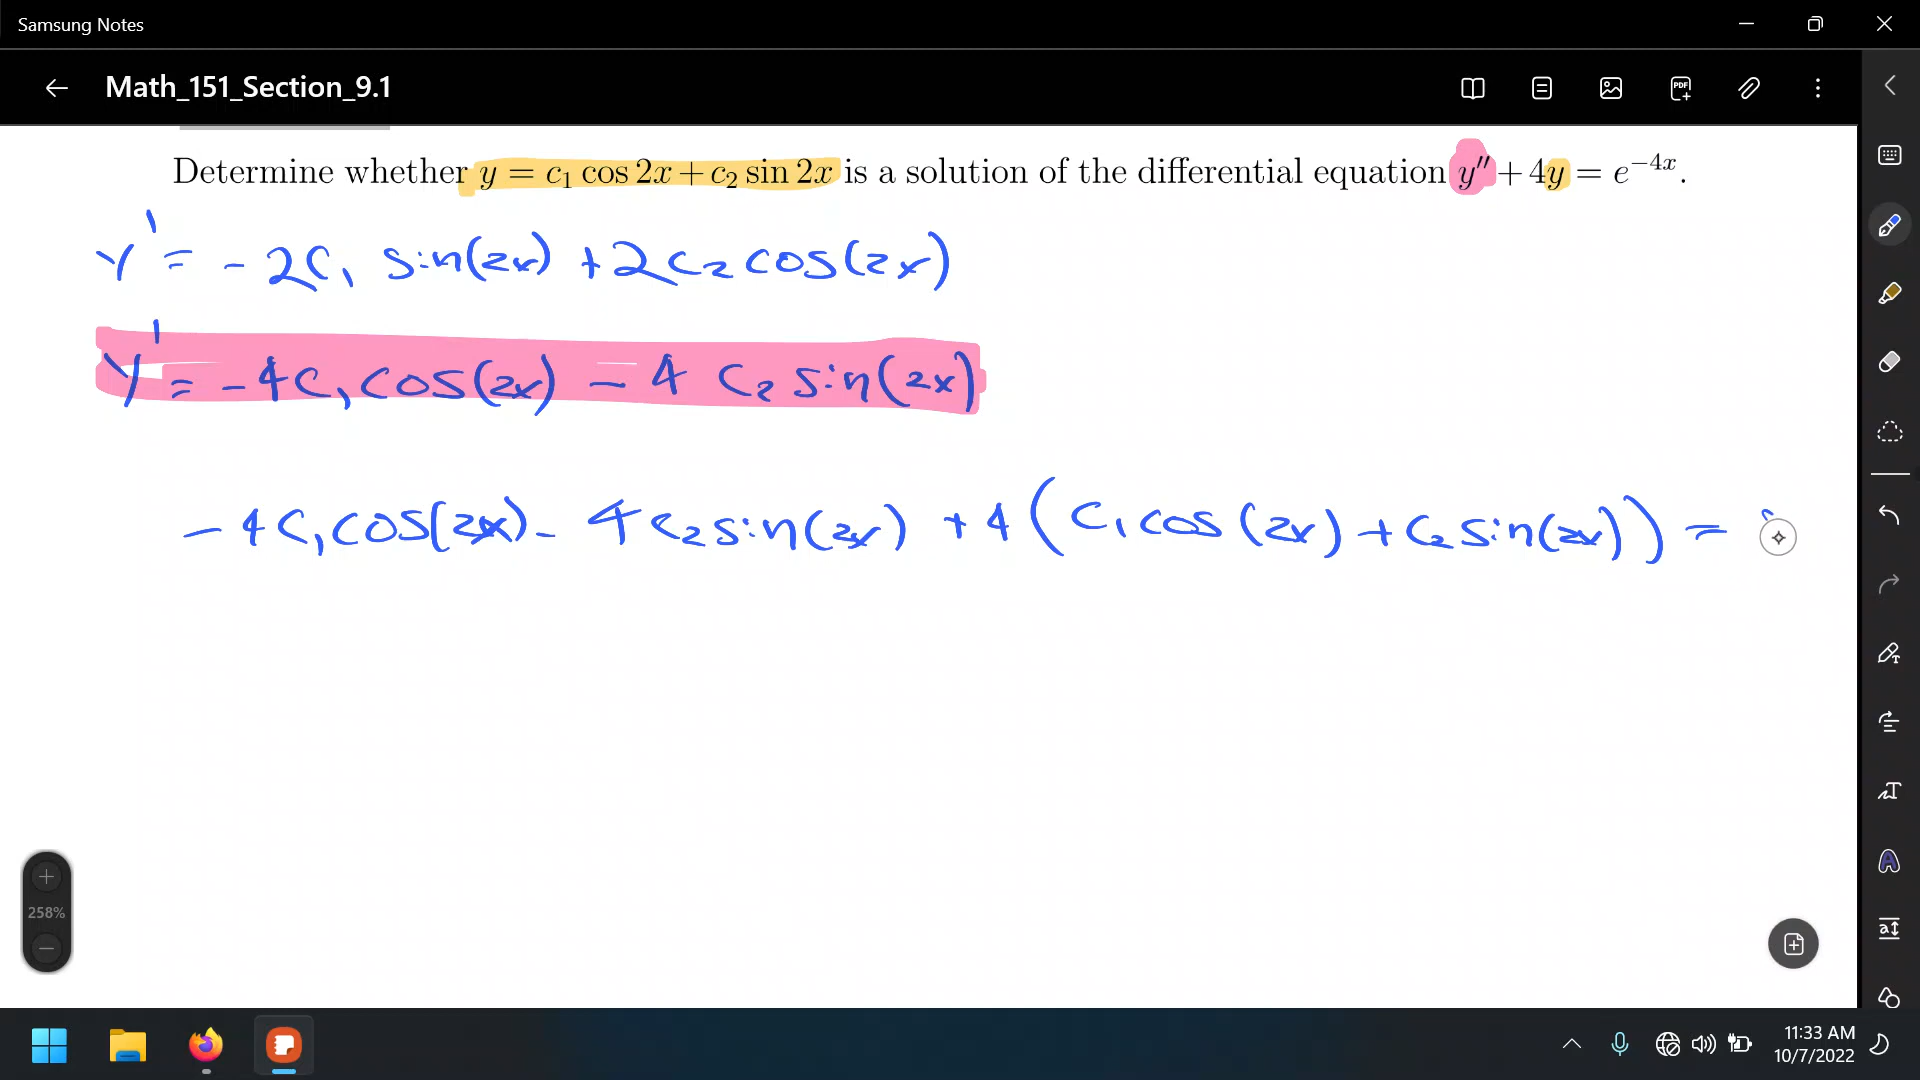 Samsung Notes
Math_151_Section_9.1
Determine whether y = c₁ cos 2x + c₂ sin 2x is a solution of the differential equation y″ + 4y = e⁻⁴ˣ.
y' = -2C₁ sin(2x) + 2C₂ cos(2x)
y' = -4C₁ cos(2x) - 4 C₂ sin(2x)
-4C₁ cos(2x) - 4C₂ sin(2x) + 4(C₁ cos(2x) + C₂ sin(2x)) =
258%
11:33 AM
10/7/2022